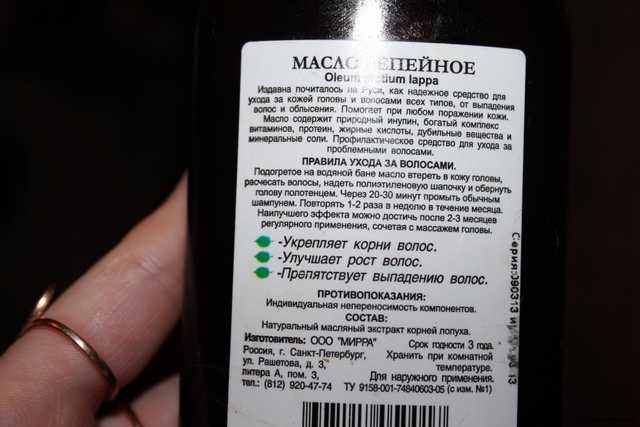 МАСЛО РЕПЕЙНОЕ
Oleum arctium lappa
Издавна почиталось на Руси, как надежное средство для
ухода за кожей головы и волосами всех типов, от выпадения
волос и облысения. Помогает при любом поражении кожи.
Масло содержит природный инулин, богатый комплекс
витаминов, протеин, жирные кислоты, дубильные вещества и
минеральные соли. Профилактическое средство для ухода за
проблемными волосами.
ПРАВИЛА УХОДА ЗА ВОЛОСАМИ.
Подогретое на водяной бане масло втереть в кожу головы,
расчесать волосы, надеть полиэтиленовую шапочку и обернуть
голову полотенцем. Через 20-30 минут промыть обычным
шампунем. Повторять 1-2 раза в неделю в течение месяца.
Наилучшего эффекта можно достичь после 2-3 месяцев
регулярного применения, сочетая с массажем головы.
-Укрепляет корни волос.
-Улучшает рост волос.
-Препятствует выпадению волос.
ПРОТИВОПОКАЗАНИЯ:
Индивидуальная непереносимость компонентов.
СОСТАВ:
Натуральный масляный экстракт корней лопуха.
Изготовитель: ООО "МИРРА"
Россия, г. Санкт-Петербург,
ул. Рашетова, д. 3,
литера А, пом. 3,
тел.: (812) 920-47-74
Срок годности 3 года.
Хранить при комнатной
температуре.
Для наружного применения.
ТУ 9158-001-74840603-05 (с изм. №1)
Серия:090313